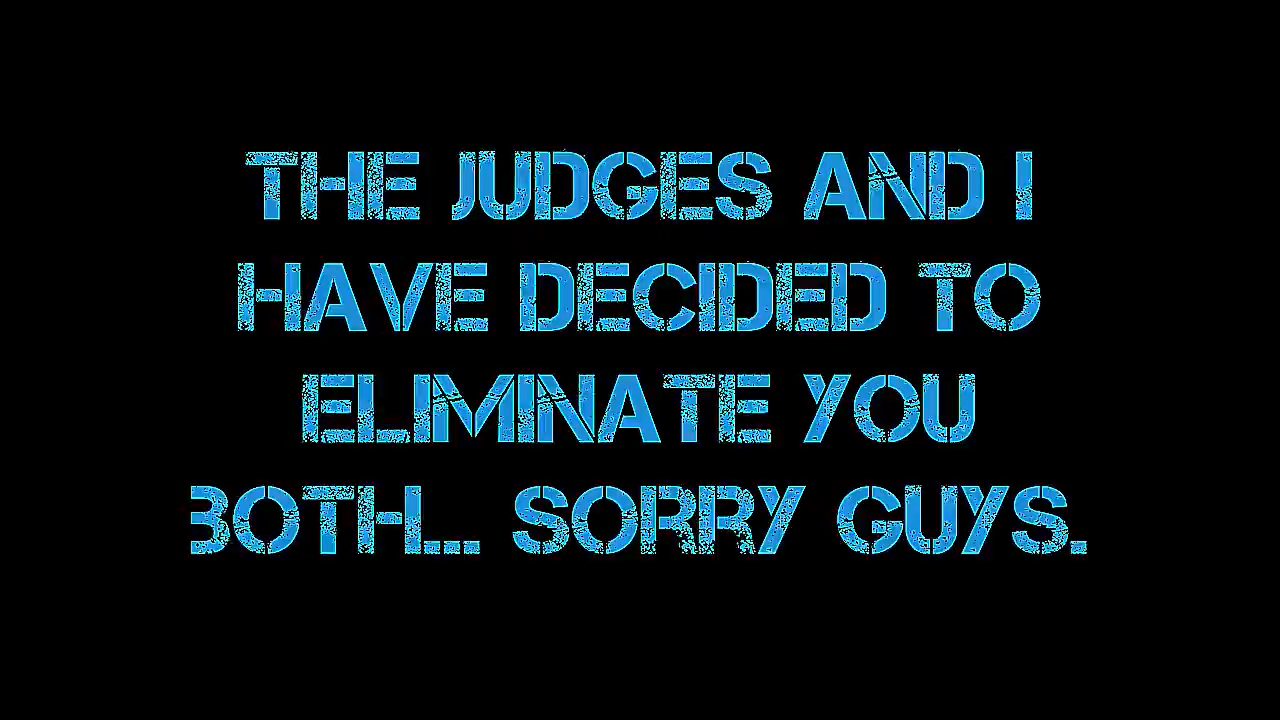 THE JUDGES AND I
HAVE DECIDED TO
ELIMINATE YOU
BOTH... SORRY GUYS.